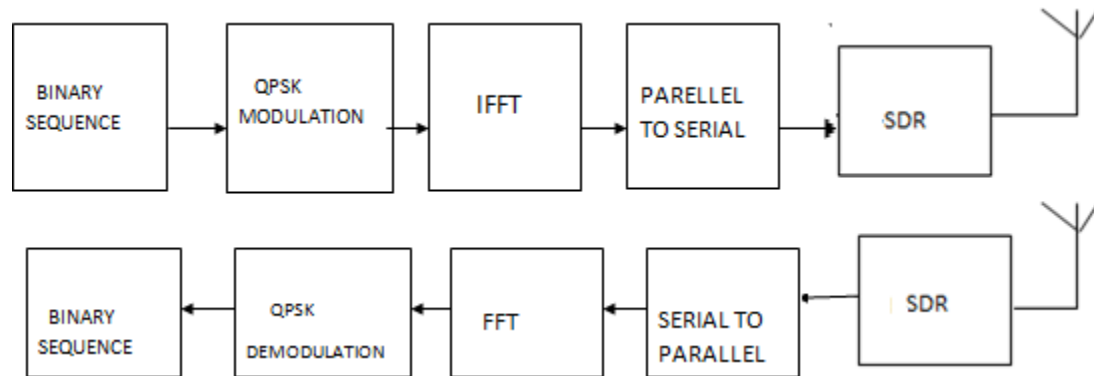 BINARY
SEQUENCE
QPSK
MODULATION
IFFT
PARELLEL
TO SERIAL
SDR
BINARY
SEQUENCE
QPSK
DEMODULATION
FFT
SERIAL TO
PARALLEL
SDR